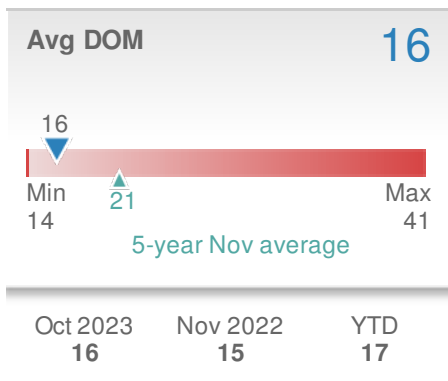 Avg DOM 16
16
21
Min Max
14 41
5-year Nov average
Oct 2023 Nov 2022 YTD
16 15 17